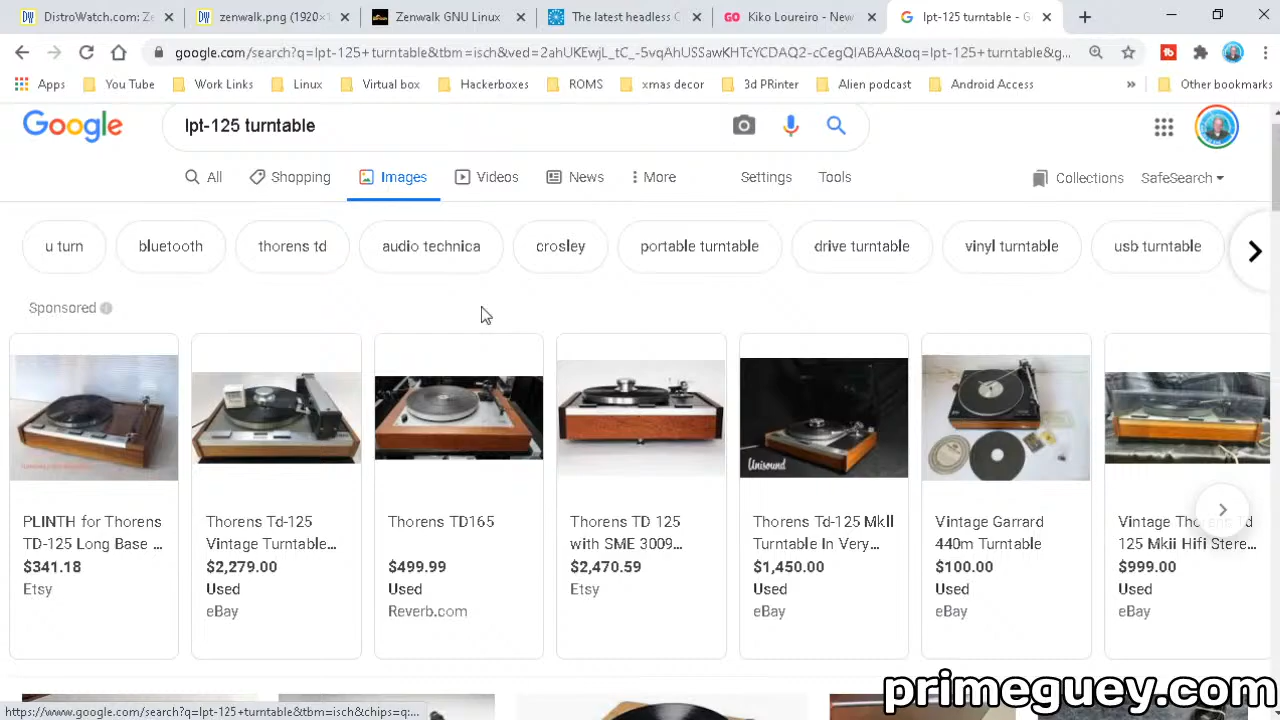 DistroWatch.com: Ze
zenwalk.png (1920×1
Zenwalk GNU Linux
The latest headless C
Kiko Loureiro - New
lpt-125 turntable - G
google.com/search?q=lpt-125+turntable&tbm=isch&ved=2ahUKEwjL_tC_-5vqAhUSSawKHTcYCDAQ2-cCegQIABAA&oq=lpt-125+turntable&g...
Apps
You Tube
Work Links
Linux
Virtual box
Hackerboxes
ROMS
xmas decor
3d PRinter
Alien podcast
Android Access
»
Other bookmarks
Google
lpt-125 turntable
All
Shopping
Images
Videos
News
More
Settings
Tools
Collections
SafeSearch
u turn
bluetooth
thorens td
audio technica
crosley
portable turntable
drive turntable
vinyl turntable
usb turntable
Sponsored
Unisound
PLINTH for Thorens
TD-125 Long Base ...
$341.18
Etsy
Thorens Td-125
Vintage Turntable...
$2,279.00
Used
eBay
Thorens TD165
$499.99
Used
Reverb.com
Thorens TD 125
with SME 3009...
$2,470.59
Etsy
Thorens Td-125 MkII
Turntable In Very...
$1,450.00
Used
eBay
Vintage Garrard
440m Turntable
$100.00
Used
eBay
Vintage Thorens Td
125 Mkii Hifi Stere...
$999.00
Used
eBay
https://www.google.com/search?q=lpt-125+turntable&tbm=isch&chips=q:...
primeguey.com